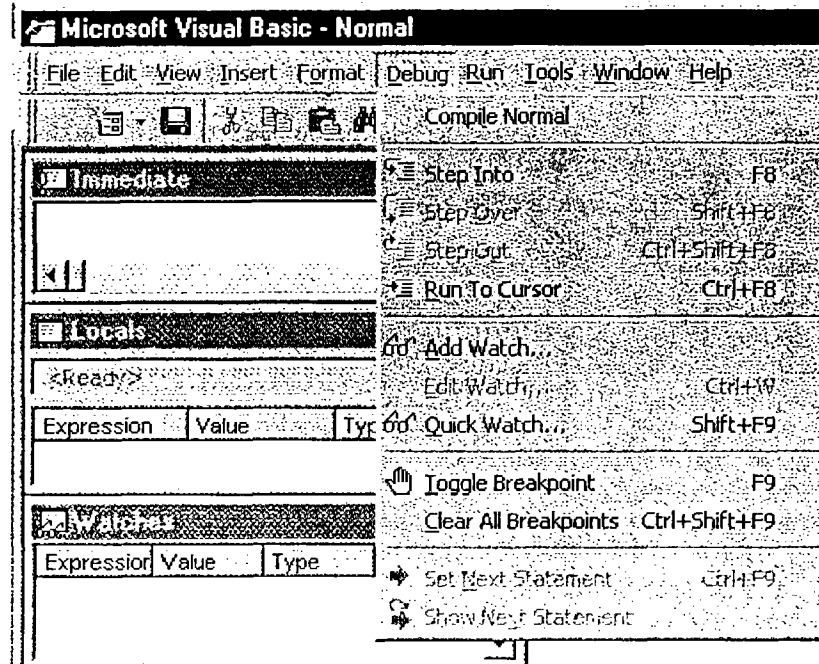 Microsoft Visual Basic - Normal
File Edit View Insert Format Debug Run Tools Window Help
Compile Normal
Immediate
Step Into F8
Step Over Shift+F8
Step Out Ctrl+Shift+F8
Run To Cursor Ctrl+F8
Locals
<Ready>
Add Watch...
Edit Watch... Ctrl+W
Expression Value Typ
Quick Watch... Shift+F9
Toggle Breakpoint F9
Clear All Breakpoints Ctrl+Shift+F9
Watches
Expression Value Type
Set Next Statement Ctrl+F9
Show Next Statement